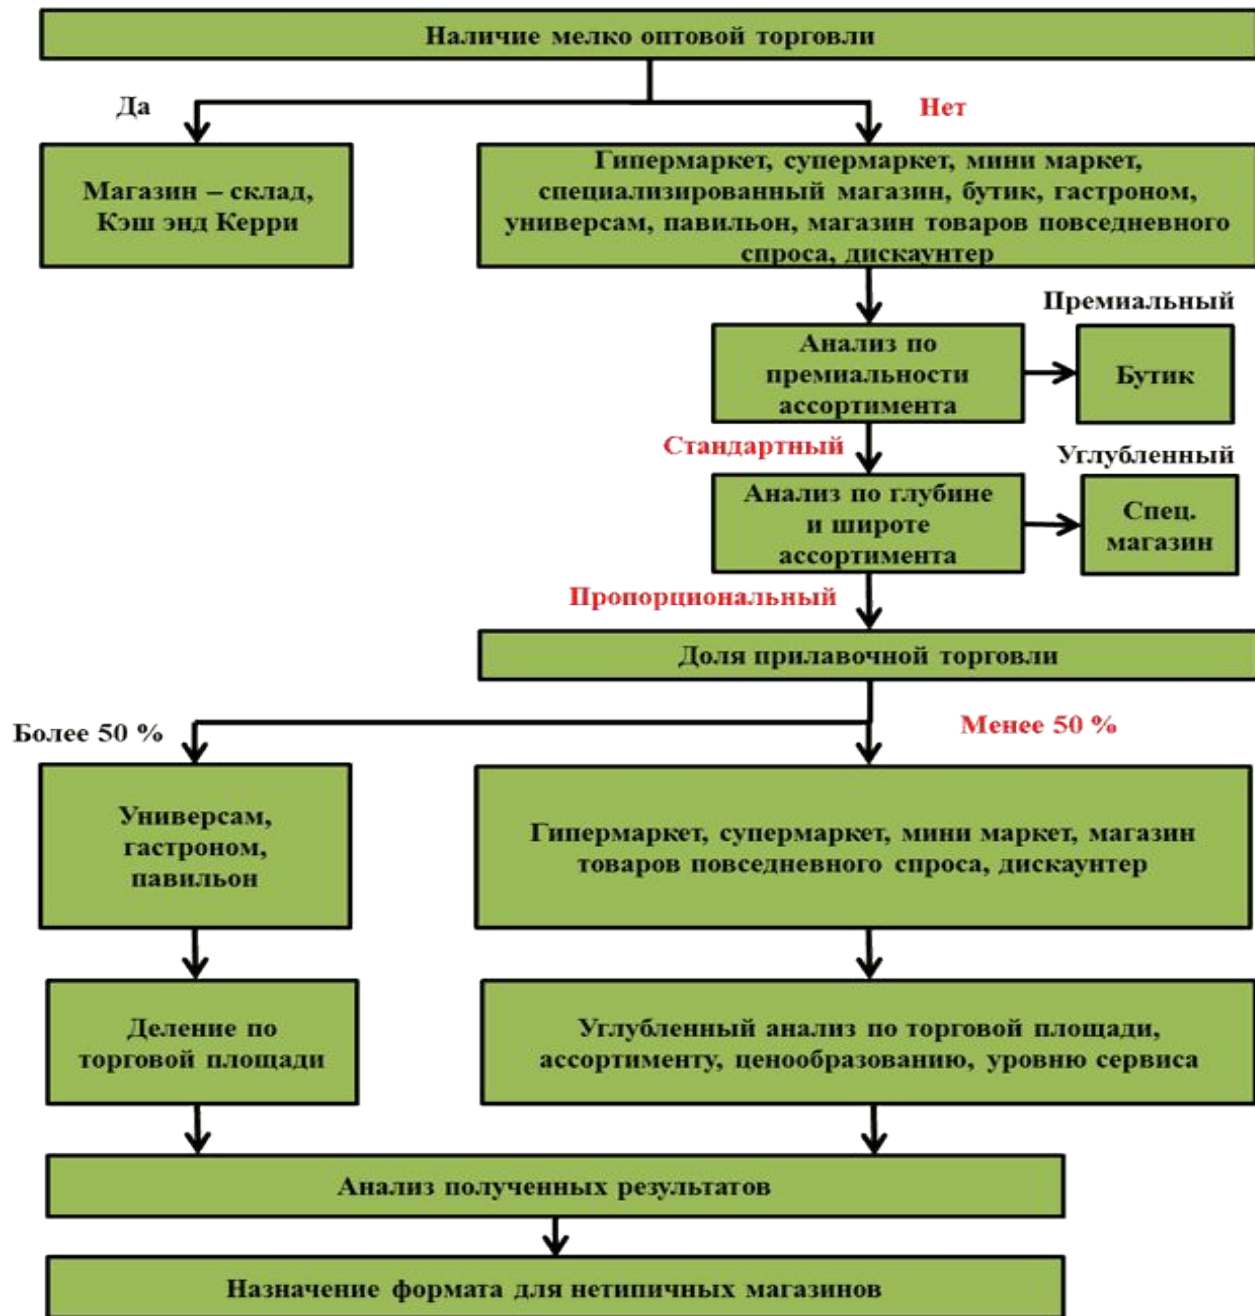 Наличие мелко оптовой торговли
Да
Нет
Магазин – склад,
Кэш энд Керри
Гипермаркет, супермаркет, мини маркет,
специализированный магазин, бутик, гастроном,
универсам, павильон, магазин товаров повседневного
спроса, дискаунтер
Премиальный
Анализ по
премиальности
ассортимента
Бутик
Стандартный
Углубленный
Анализ по глубине
и широте
ассортимента
Спец.
магазин
Пропорциональный
Доля прилавочной торговли
Более 50 %
Менее 50 %
Универсам,
гастроном,
павильон
Гипермаркет, супермаркет, мини маркет, магазин
товаров повседневного спроса, дискаунтер
Деление по
торговой площади
Углубленный анализ по торговой площади,
ассортименту, ценообразованию, уровню сервиса
Анализ полученных результатов
Назначение формата для нетипичных магазинов